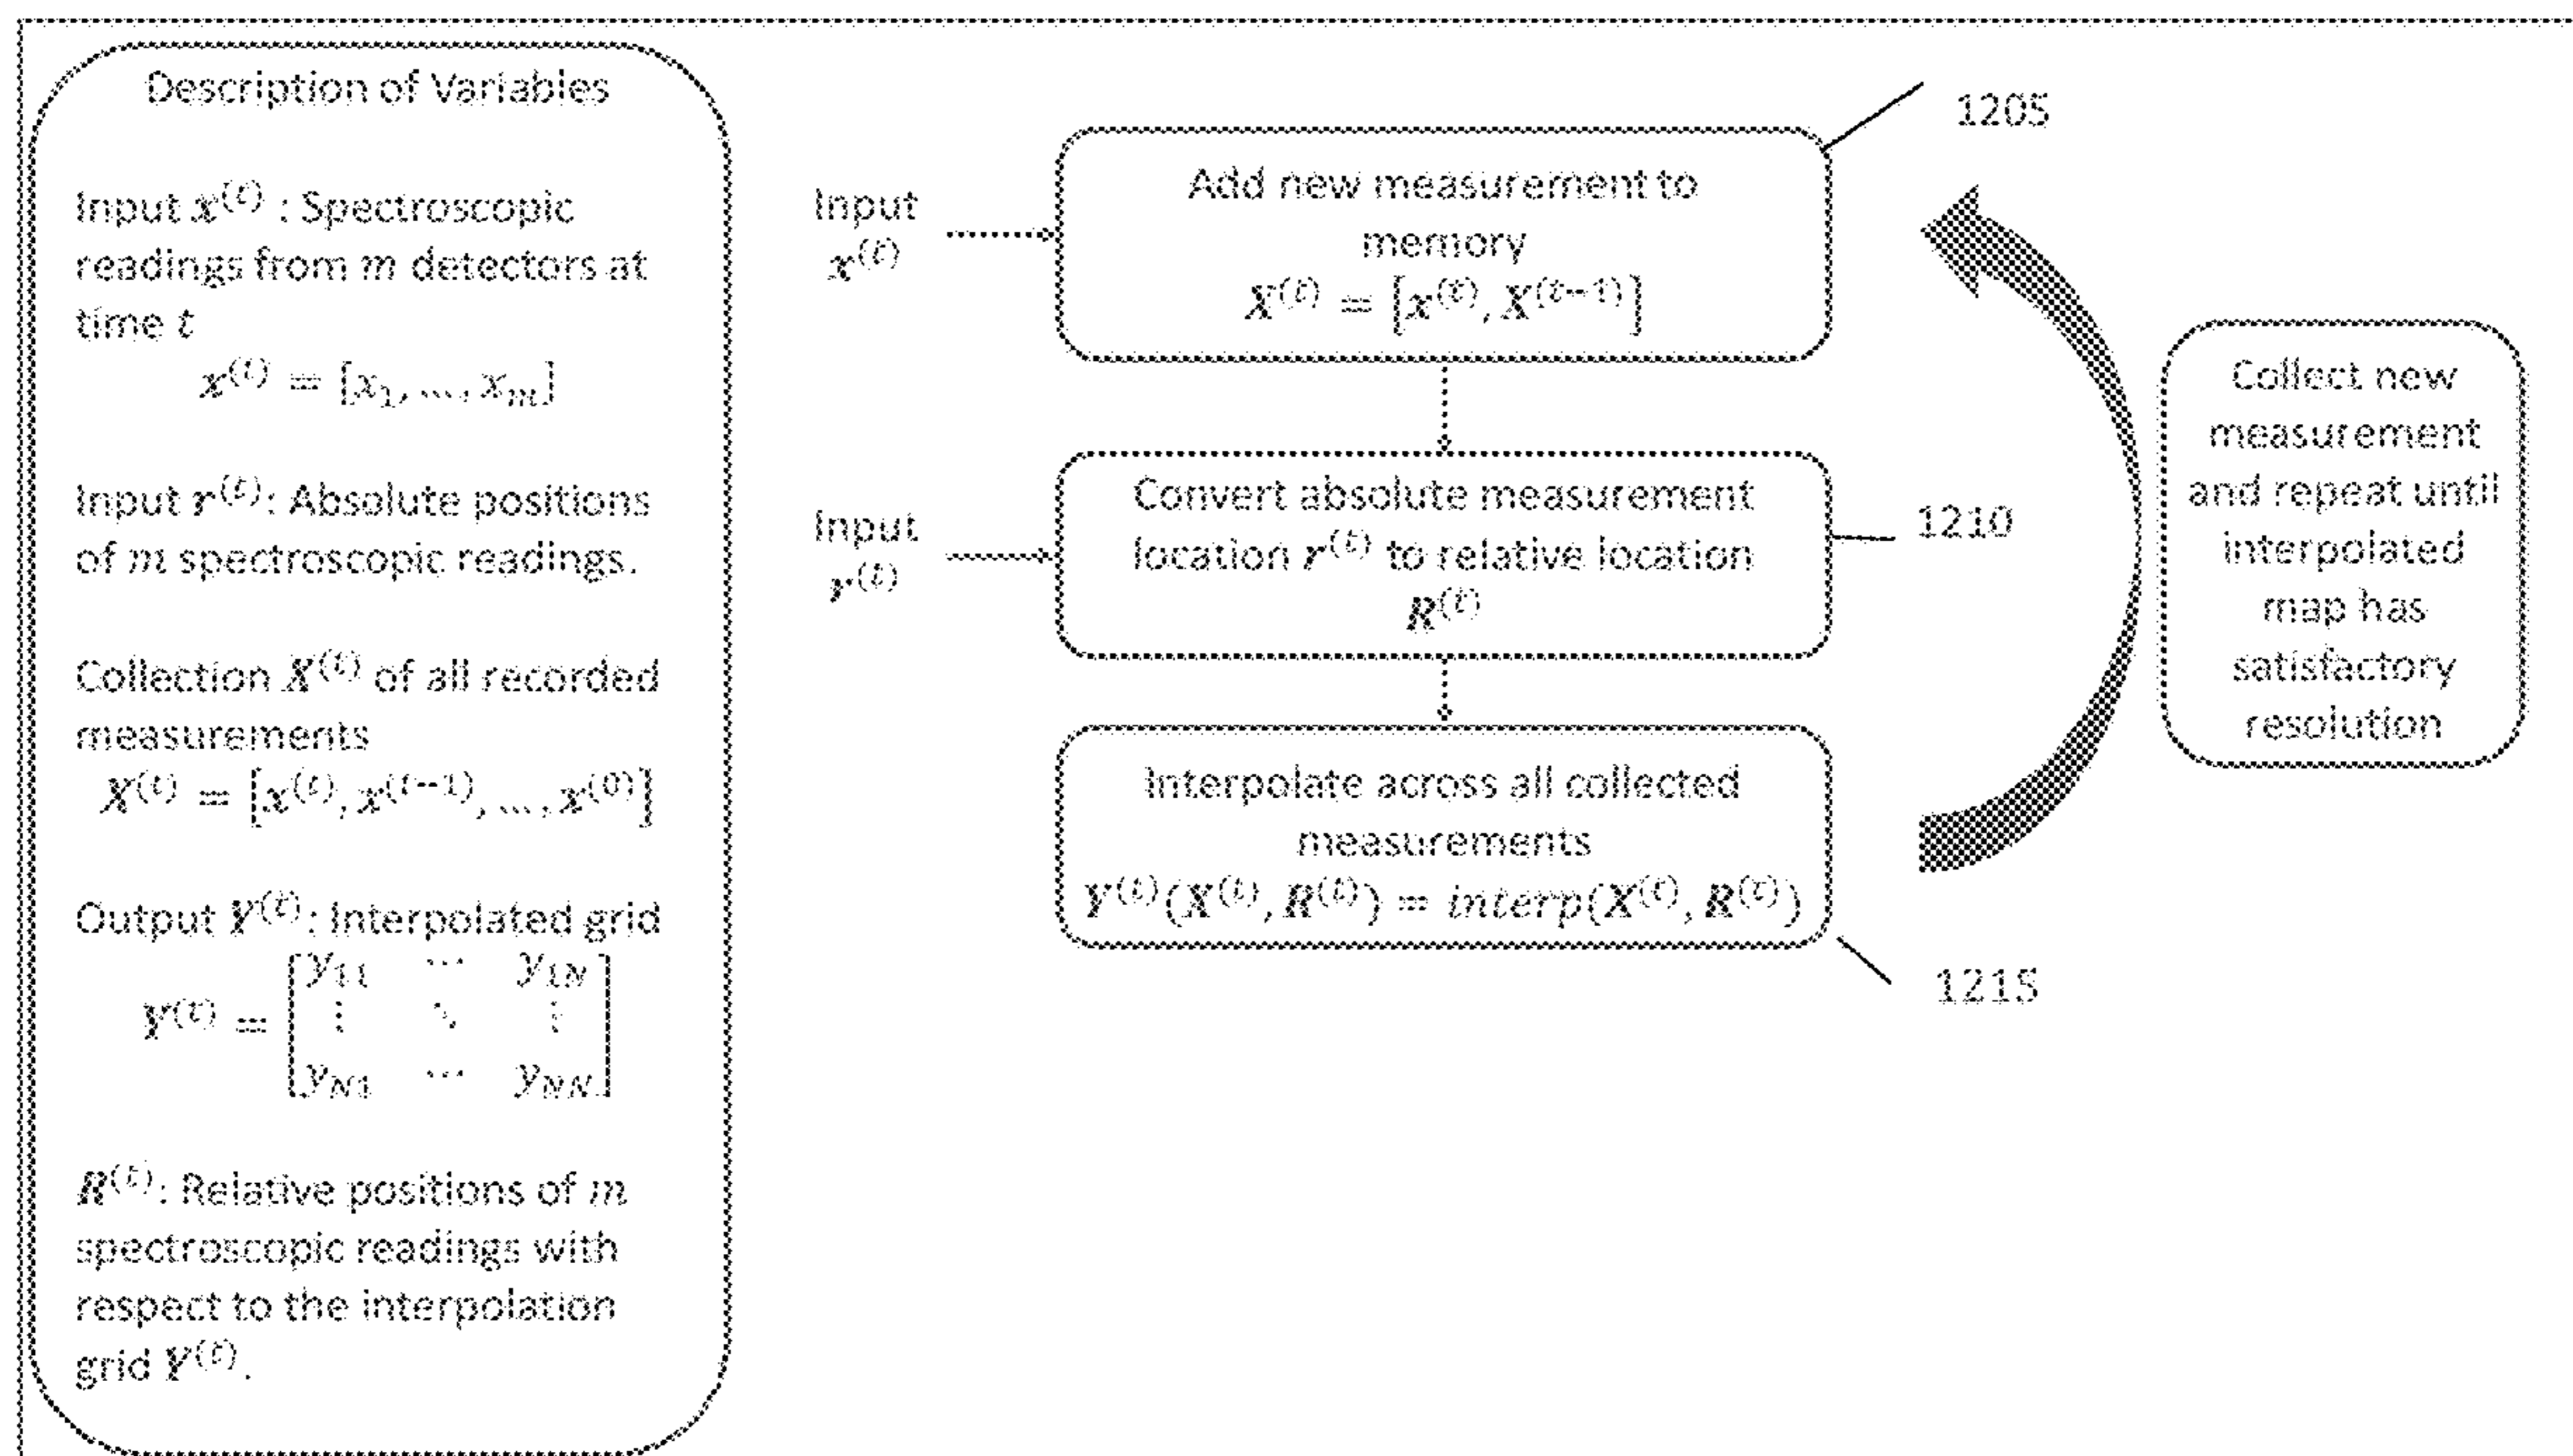 Description of Variables
Input x^(t) : Spectroscopic
readings from m detectors at
time t
x^(t) = [x_1, ..., x_m]
Input r^(t): Absolute positions
of m spectroscopic readings.
Collection X^(t) of all recorded
measurements
X^(t) = [x^(t), x^(t-1), ..., x^(0)]
Output Y^(t): Interpolated grid
Y^(t) = [y_11 ⋯ y_1N
⋮ ⋱ ⋮
y_N1 ⋯ y_NN]
R^(t): Relative positions of m
spectroscopic readings with
respect to the interpolation
grid Y^(t).
Input
x^(t)
Add new measurement to
memory
X^(t) = [x^(t), X^(t-1)]
1205
Input
r^(t)
Convert absolute measurement
location r^(t) to relative location
R^(t)
1210
Interpolate across all collected
measurements
Y^(t)(X^(t), R^(t)) = interp(X^(t), R^(t))
1215
Collect new
measurement
and repeat until
interpolated
map has
satisfactory
resolution